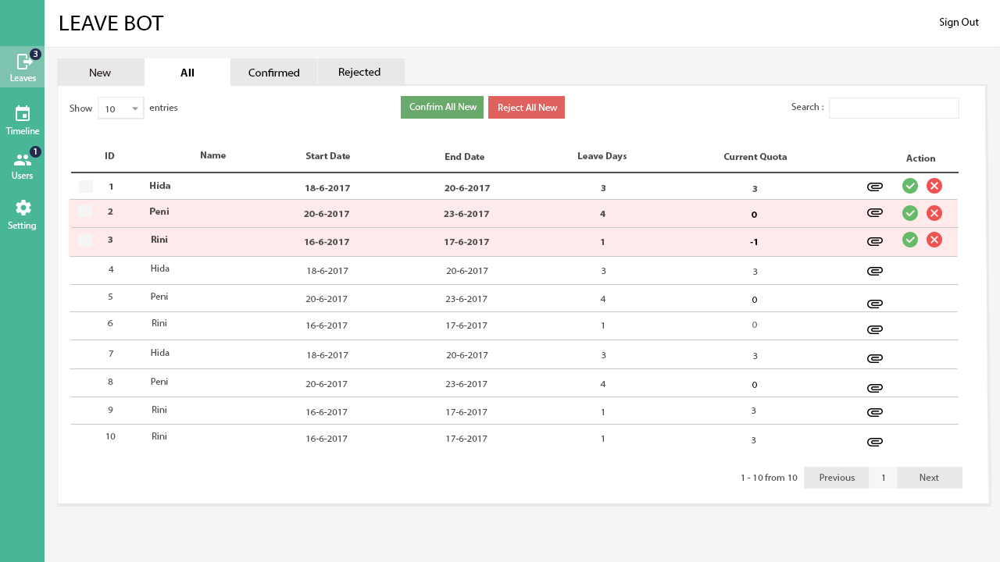 LEAVE BOT
Sign Out
3
Leaves
Timeline
1
Users
Setting
New All Confirmed Rejected
Show 10 entries Confrim All New Reject All New Search :
ID Name Start Date End Date Leave Days Current Quota Action
1 Hida 18-6-2017 20-6-2017 3 3
2 Peni 20-6-2017 23-6-2017 4 0
3 Rini 16-6-2017 17-6-2017 1 -1
4 Hida 18-6-2017 20-6-2017 3 3
5 Peni 20-6-2017 23-6-2017 4 0
6 Rini 16-6-2017 17-6-2017 1 0
7 Hida 18-6-2017 20-6-2017 3 3
8 Peni 20-6-2017 23-6-2017 4 0
9 Rini 16-6-2017 17-6-2017 1 3
10 Rini 16-6-2017 17-6-2017 1 3
1 - 10 from 10 Previous 1 Next